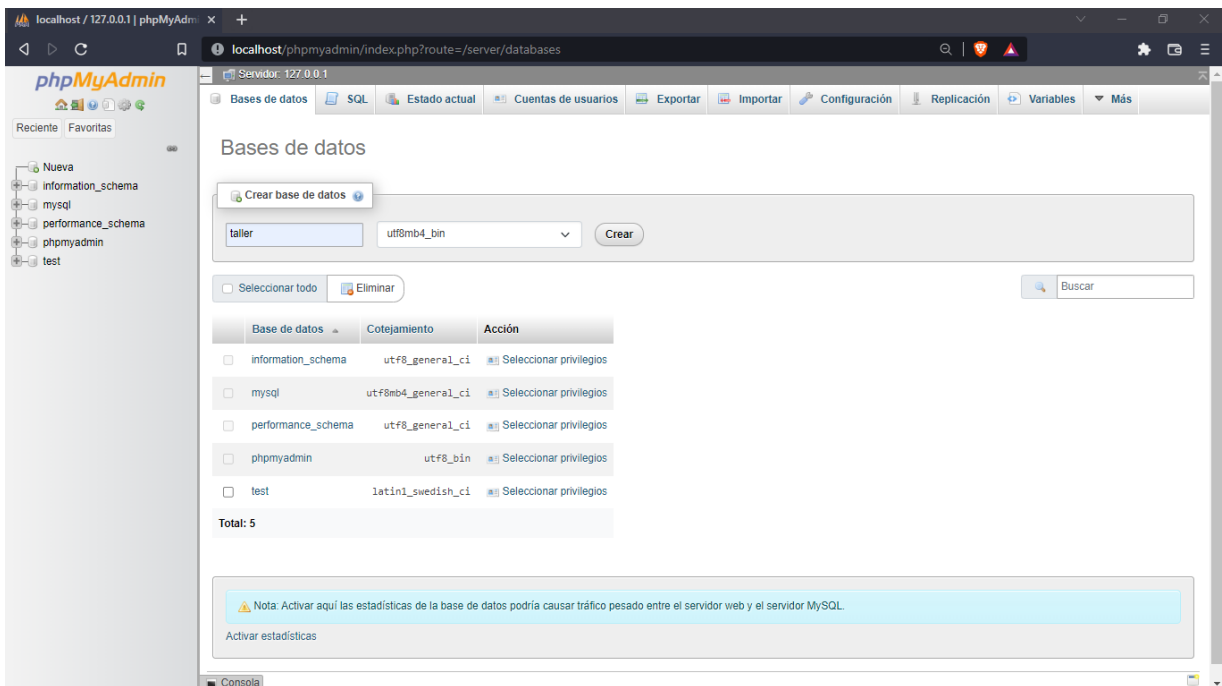 localhost / 127.0.0.1 | phpMyAdm
localhost/phpmyadmin/index.php?route=/server/databases
phpMyAdmin
Reciente Favoritas
Nueva
information_schema
mysql
performance_schema
phpmyadmin
test
Servidor: 127.0.0.1
Bases de datos SQL Estado actual Cuentas de usuarios Exportar Importar Configuración Replicación Variables Más
Bases de datos
Crear base de datos
taller utf8mb4_bin Crear
Seleccionar todo Eliminar Buscar
Base de datos Cotejamiento Acción
information_schema utf8_general_ci Seleccionar privilegios
mysql utf8mb4_general_ci Seleccionar privilegios
performance_schema utf8_general_ci Seleccionar privilegios
phpmyadmin utf8_bin Seleccionar privilegios
test latin1_swedish_ci Seleccionar privilegios
Total: 5
Nota: Activar aquí las estadísticas de la base de datos podría causar tráfico pesado entre el servidor web y el servidor MySQL.
Activar estadísticas
Consola